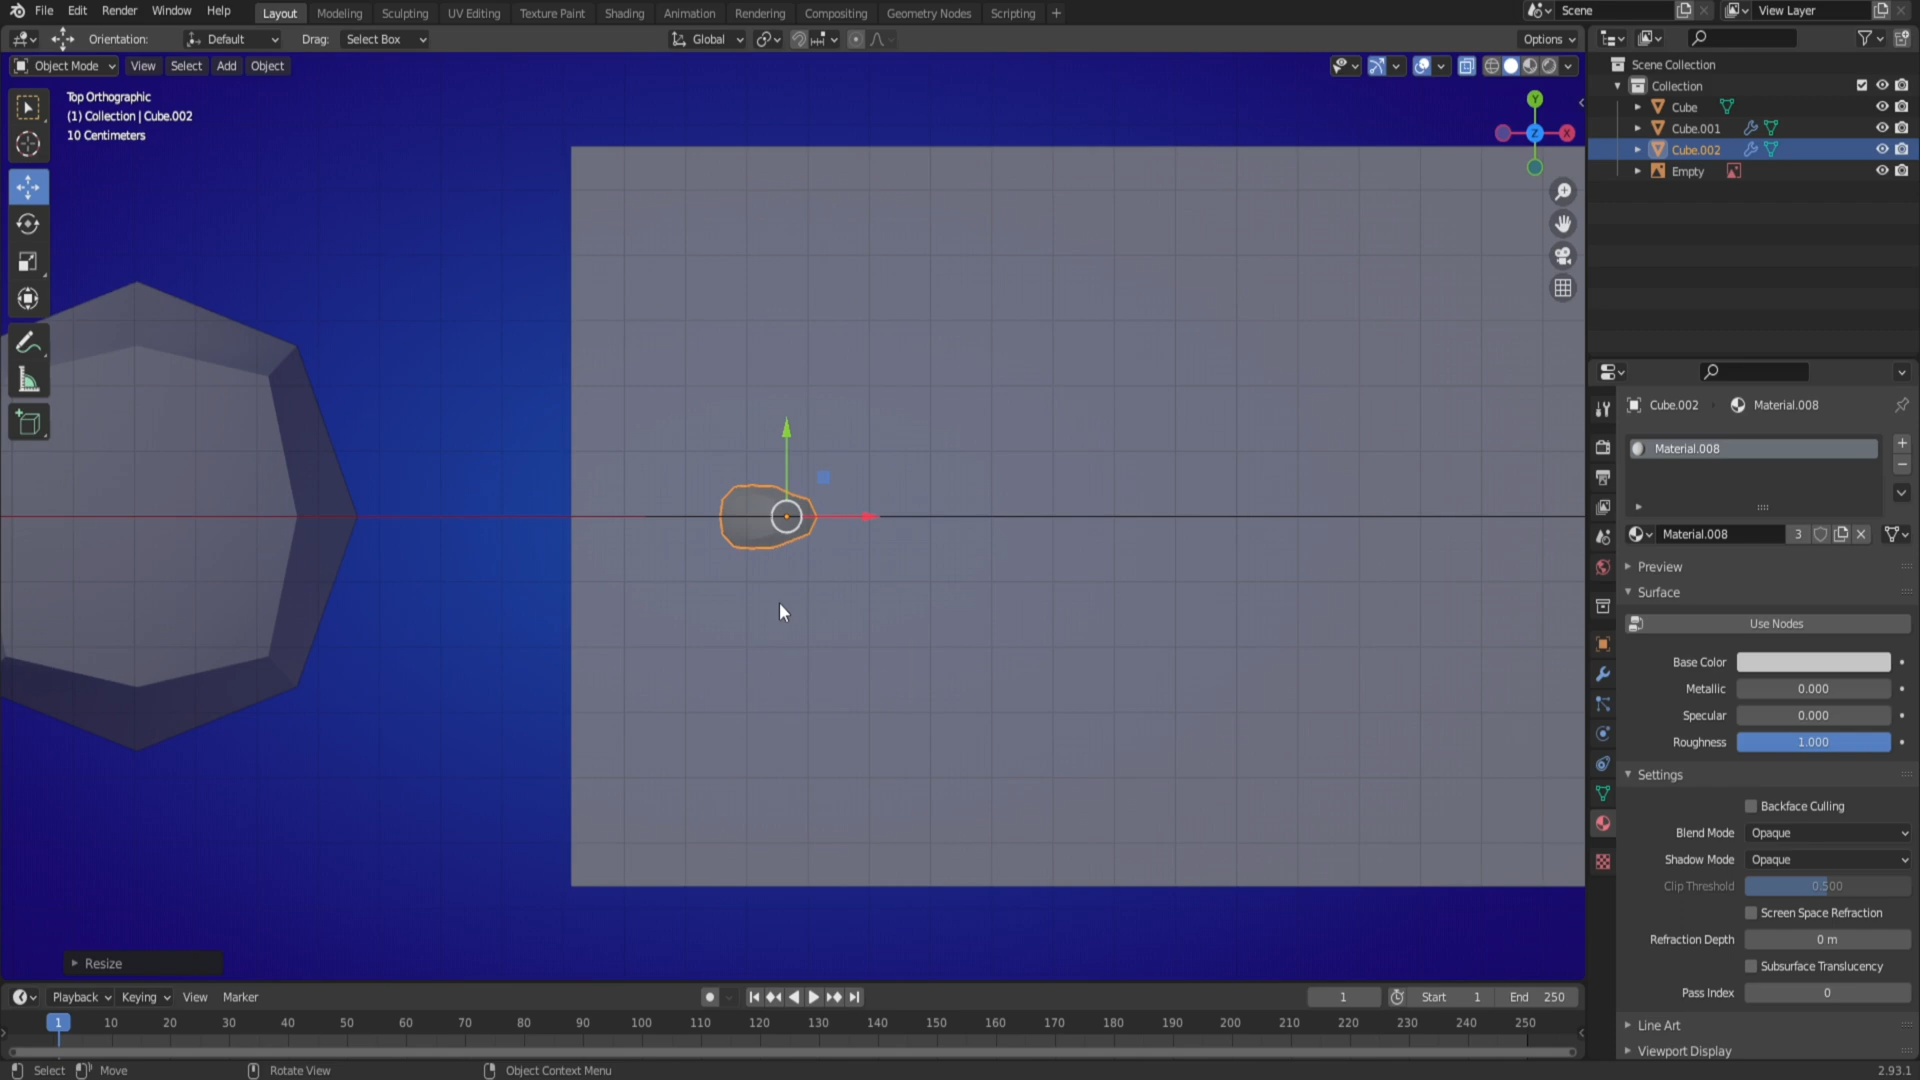 File Edit Render Window Help Layout Modeling Sculpting UV Editing Texture Paint Shading Animation Rendering Compositing Geometry Nodes Scripting + Scene View Layer
Orientation: Default Drag: Select Box Global Options
Object Mode View Select Add Object
Scene Collection
Collection
Cube
Cube.001
Cube.002
Empty
Top Orthographic
(1) Collection | Cube.002
10 Centimeters
Y
X
Z
Cube.002 Material.008
Material.008
Material.008 3
Preview
Surface
Use Nodes
Base Color
Metallic 0.000
Specular 0.000
Roughness 1.000
Settings
Backface Culling
Blend Mode Opaque
Shadow Mode Opaque
Clip Threshold 0.500
Screen Space Refraction
Refraction Depth 0 m
Subsurface Translucency
Pass Index 0
Line Art
Viewport Display
Resize
Playback Keying View Marker 1 Start 1 End 250
1 10 20 30 40 50 60 70 80 90 100 110 120 130 140 150 160 170 180 190 200 210 220 230 240 250
Select Move Rotate View Object Context Menu 2.93.1